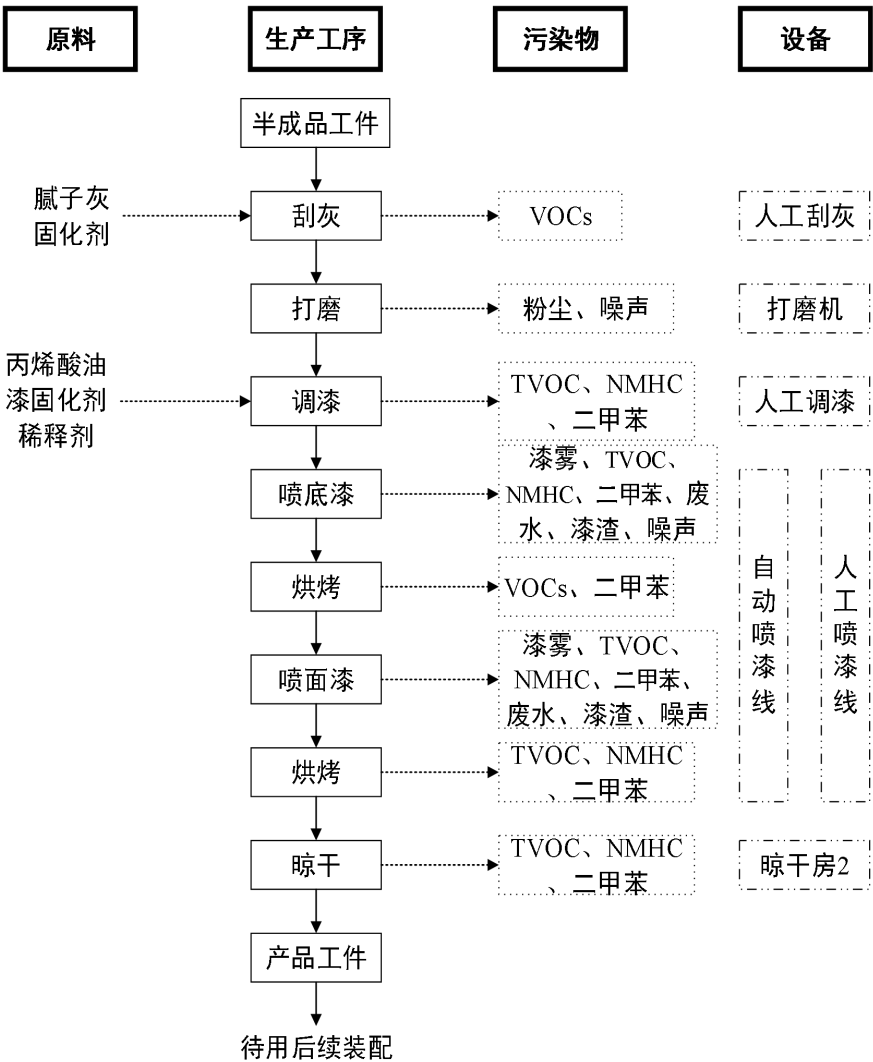 原料 生产工序 污染物 设备
半成品工件
腻子灰
固化剂
刮灰
VOCs
人工刮灰
打磨
粉尘、噪声
打磨机
丙烯酸油
漆固化剂
稀释剂
调漆
TVOC、NMHC
、二甲苯
人工调漆
喷底漆
漆雾、TVOC、
NMHC、二甲苯、废
水、漆渣、噪声
自动喷漆线
人工喷漆线
烘烤
VOCs、二甲苯
喷面漆
漆雾、TVOC、
NMHC、二甲苯、
废水、漆渣、噪声
烘烤
TVOC、NMHC
、二甲苯
晾干
TVOC、NMHC
、二甲苯
晾干房2
产品工件
待用后续装配